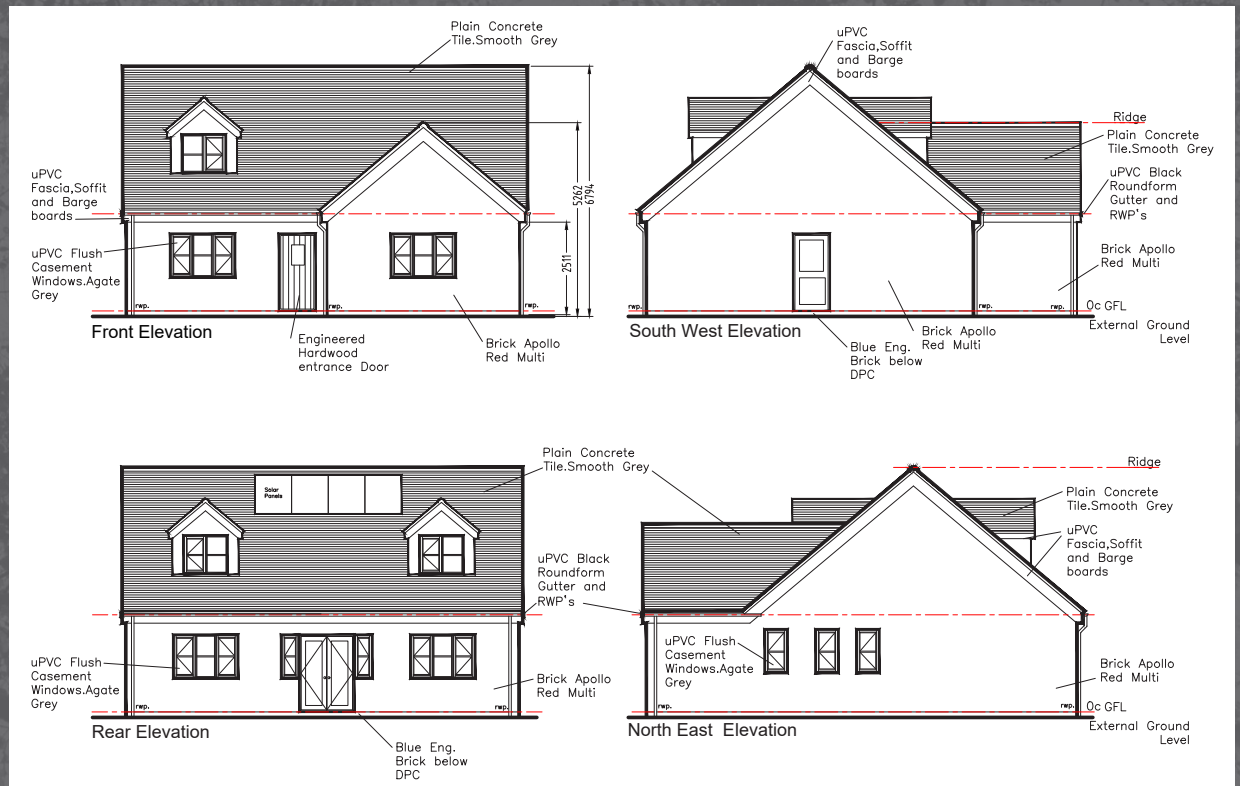 Plain Concrete
Tile.Smooth Grey
uPVC
Fascia,Soffit
and Barge
boards
uPVC Flush
Casement
Windows.Agate
Grey
5262
6794
2511
rwp.
rwp.
rwp.
Front Elevation
Engineered
Hardwood
entrance Door
Brick Apollo
Red Multi
uPVC
Fascia,Soffit
and Barge
boards
Ridge
Plain Concrete
Tile.Smooth Grey
uPVC Black
Roundform
Gutter and
RWP's
Brick Apollo
Red Multi
rwp.
rwp.
rwp.
Oc GFL
External Ground
Level
South West Elevation
Blue Eng.
Brick below
DPC
Brick Apollo
Red Multi
Plain Concrete
Tile.Smooth Grey
Solar
Panels
uPVC Black
Roundform
Gutter and
RWP's
uPVC Flush
Casement
Windows.Agate
Grey
Brick Apollo
Red Multi
rwp.
rwp.
Rear Elevation
Blue Eng.
Brick below
DPC
Ridge
Plain Concrete
Tile.Smooth Grey
uPVC
Fascia,Soffit
and Barge
boards
uPVC Flush
Casement
Windows.Agate
Grey
Brick Apollo
Red Multi
rwp.
rwp.
Oc GFL
External Ground
Level
North East Elevation